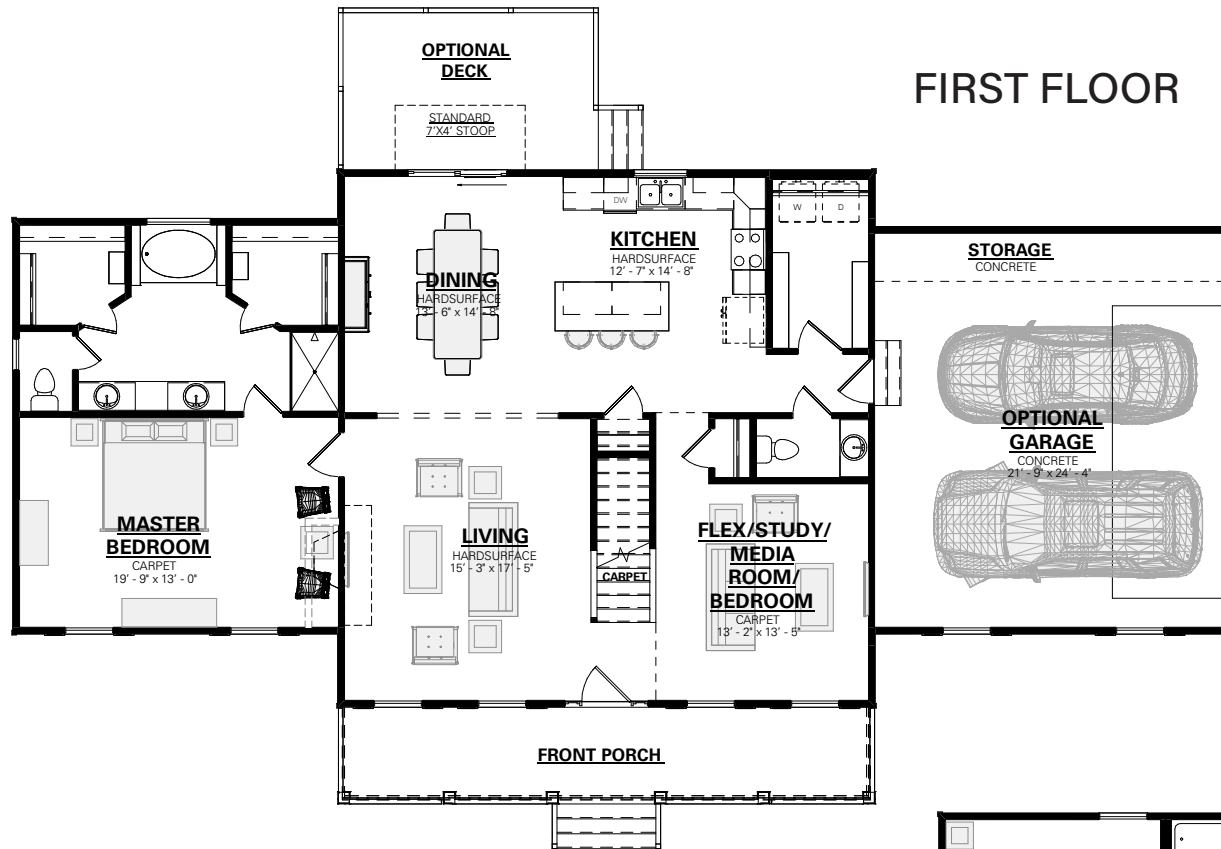 OPTIONAL
DECK
FIRST FLOOR
STANDARD
7'X4' STOOP
DW
W
D
KITCHEN
HARDSURFACE
12' - 7" x 14' - 8"
STORAGE
CONCRETE
DINING
HARDSURFACE
13' - 6" x 14' - 8"
OPTIONAL
GARAGE
CONCRETE
21' - 9" x 24' - 4"
MASTER
BEDROOM
CARPET
19' - 9" x 13' - 0"
LIVING
HARDSURFACE
15' - 3" x 17' - 5"
CARPET
FLEX/STUDY/
MEDIA
ROOM/
BEDROOM
CARPET
13' - 2" x 13' - 5"
FRONT PORCH